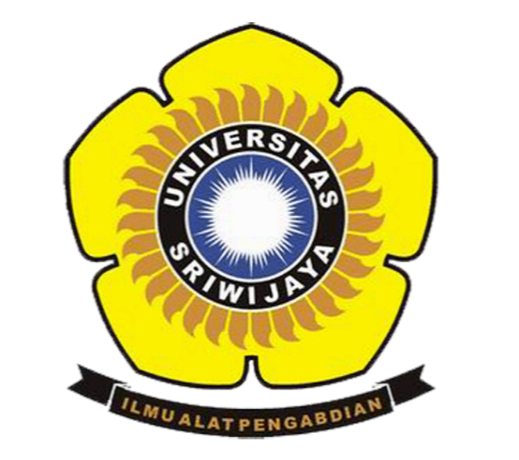 UNIVERSITAS
SRIWIJAYA
ILMU ALAT PENGABDIAN